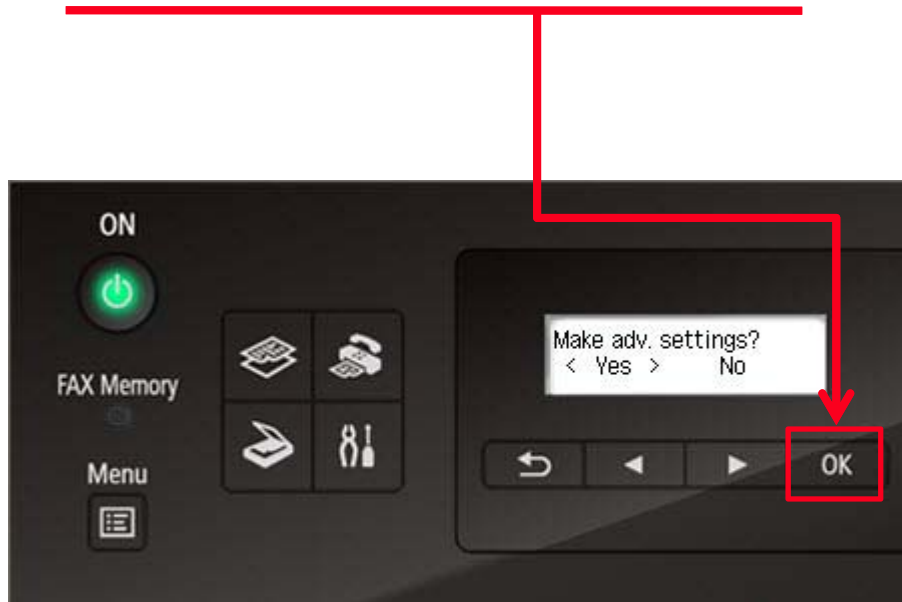 ON
FAX Memory
Menu
Make adv. settings?
< Yes > No
OK